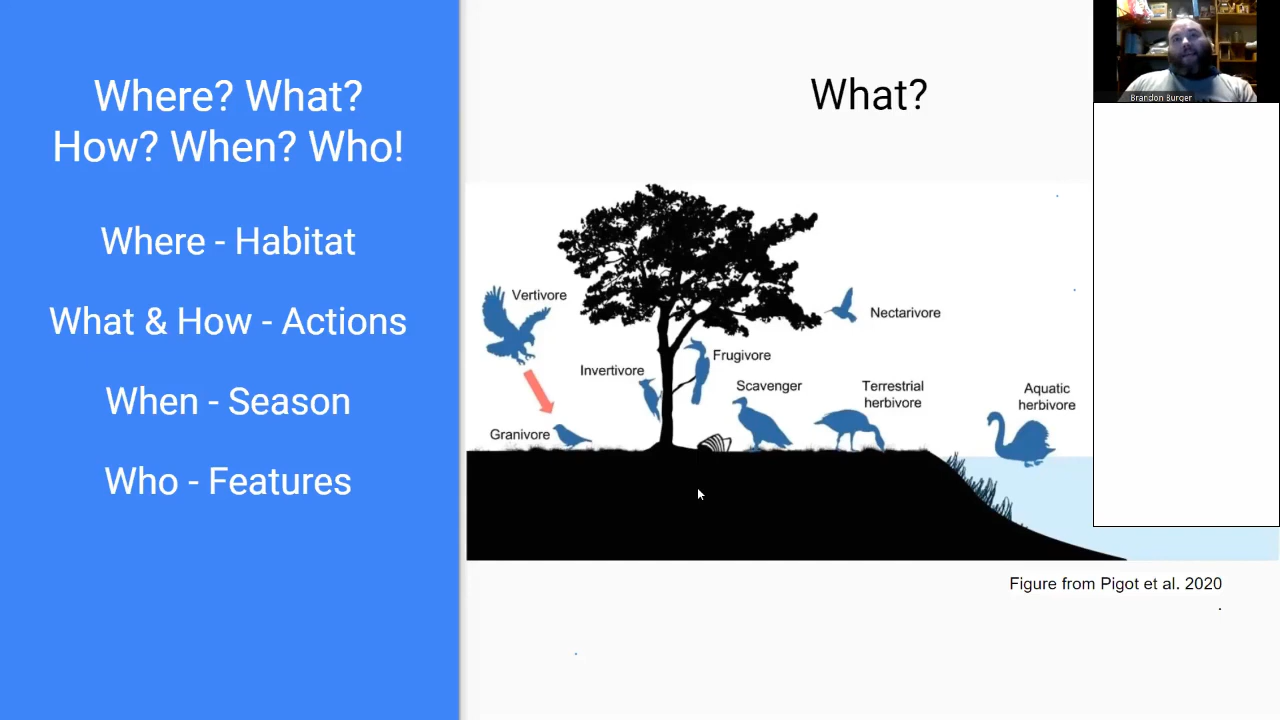 Where? What?
How? When? Who!
Where - Habitat
What & How - Actions
When - Season
Who - Features
What?
Vertivore
Nectarivore
Invertivore
Frugivore
Scavenger
Terrestrial
herbivore
Aquatic
herbivore
Granivore
Figure from Pigot et al. 2020
.
Brandon Burger